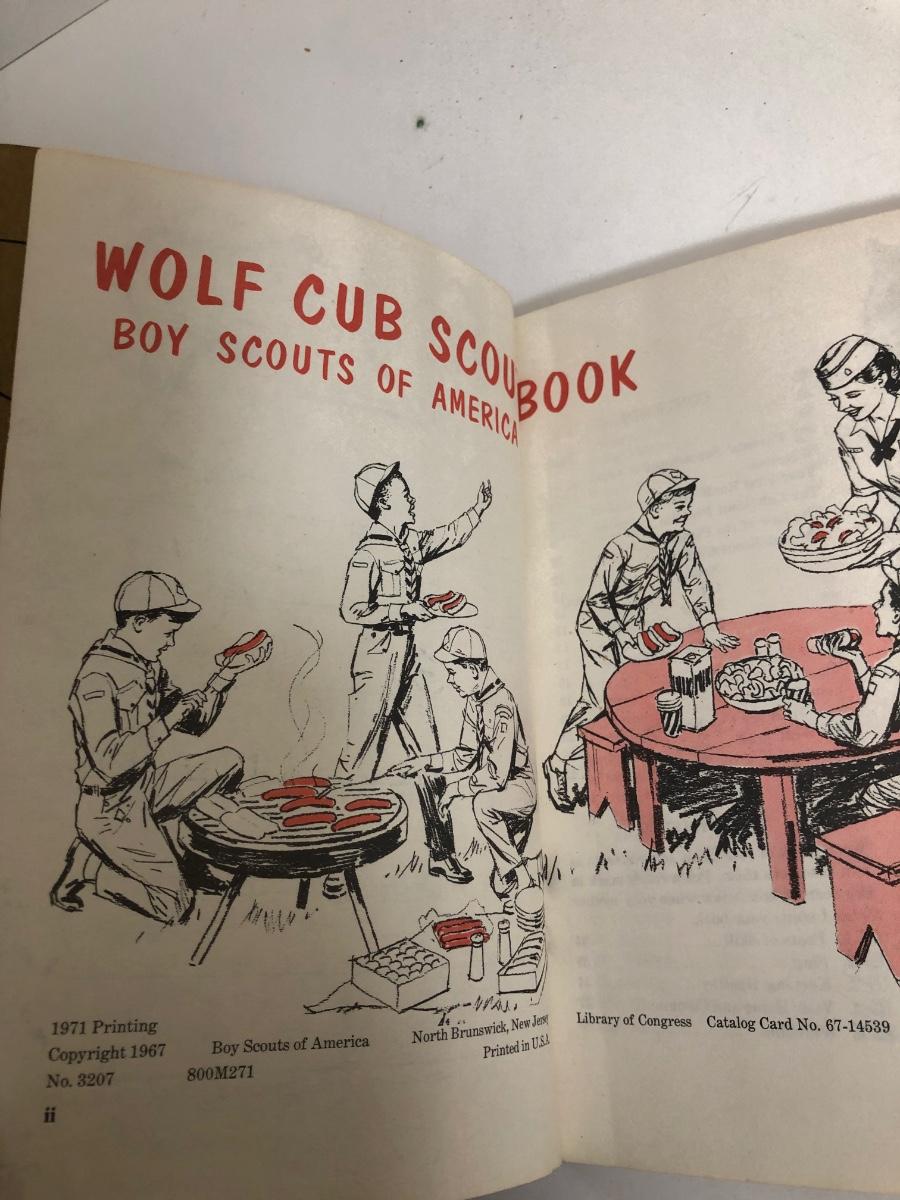 WOLF CUB SCOU BOOK
BOY SCOUTS OF AMERICA
1971 Printing
Copyright 1967 Boy Scouts of America North Brunswick, New Jersey Library of Congress Catalog Card No. 67-14539
No. 3207 800M271 Printed in U.S.A.
ii